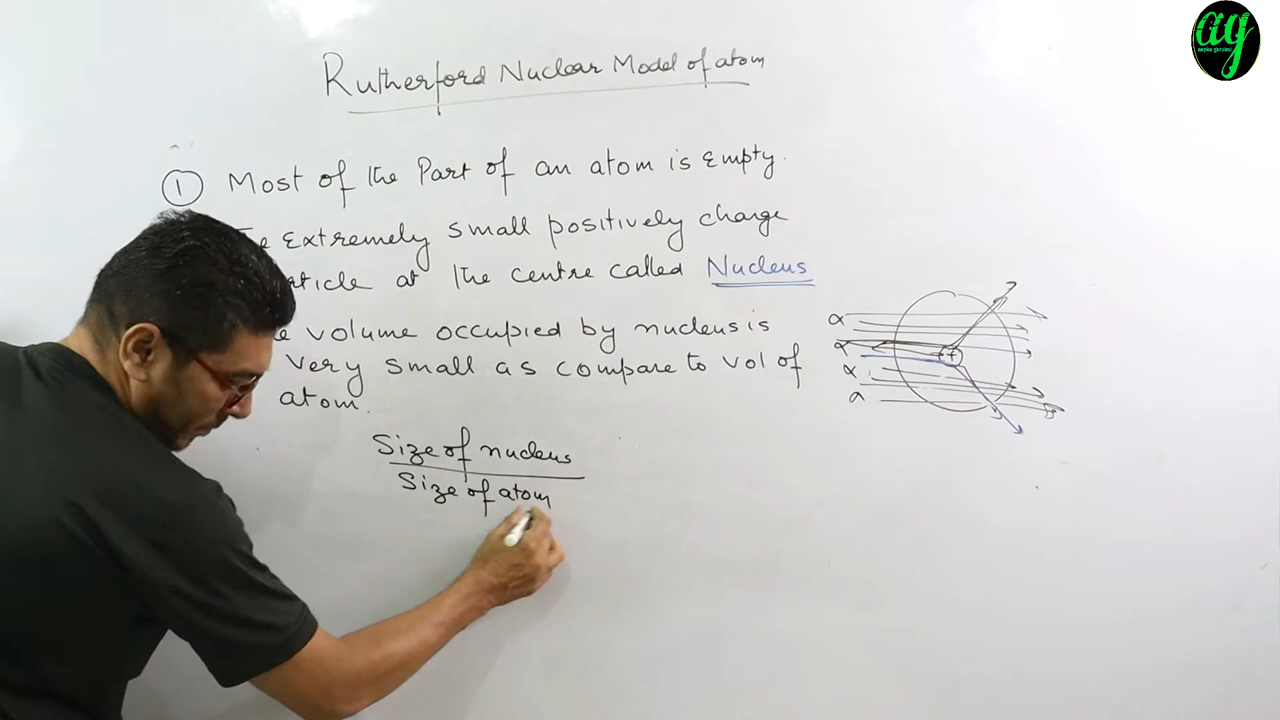 ag
Rutherford Nuclear Model of atom
① Most of the Part of an atom is Empty.
Extremely small positively charge
at the centre called Nucleus
volume occupied by nucleus is
very small as compare to vol of
atom.
Size of nucleus
Size of atom
α
α
α
α
+